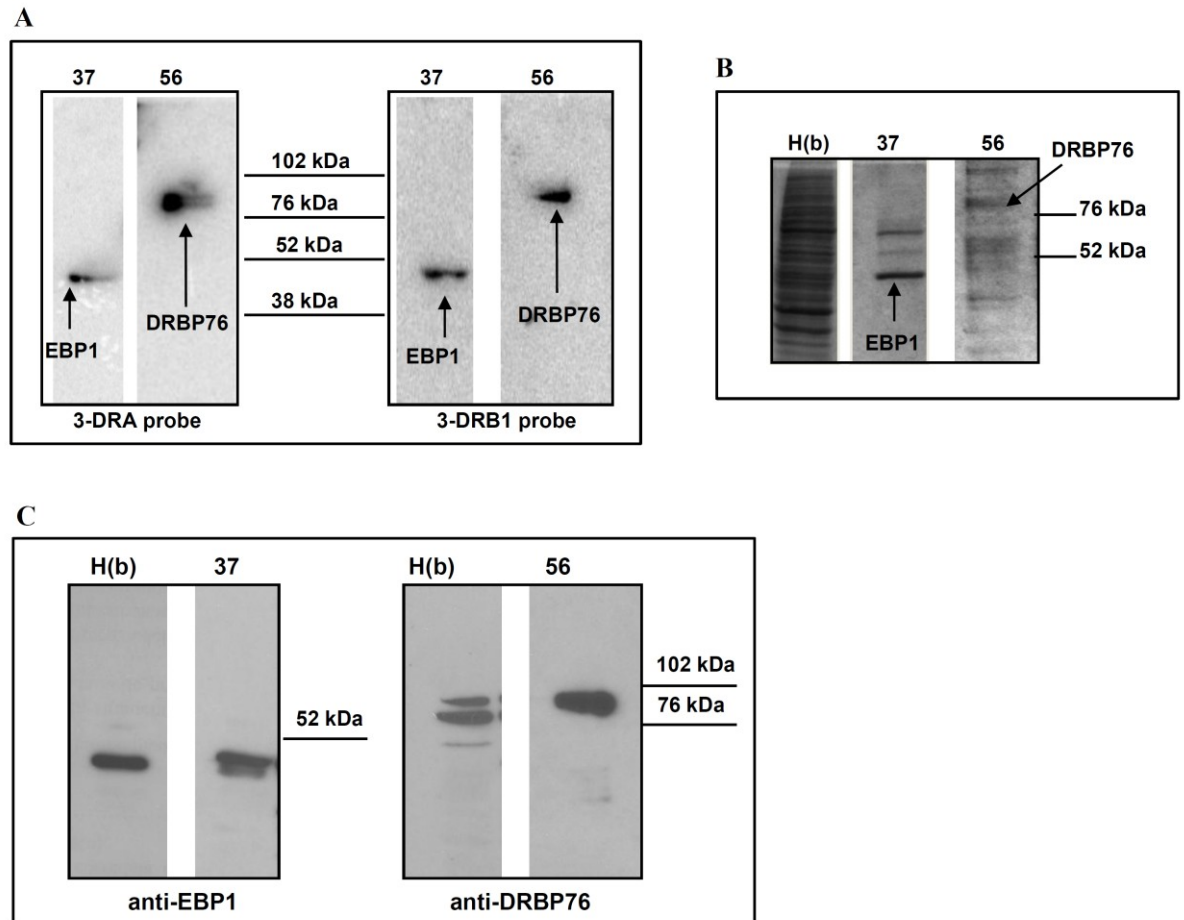 A
37 56
37 56
102 kDa
76 kDa
52 kDa
38 kDa
EBP1
DRBP76
EBP1
DRBP76
3-DRA probe
3-DRB1 probe
B
H(b) 37 56
DRBP76
76 kDa
52 kDa
EBP1
C
H(b) 37
H(b) 56
52 kDa
102 kDa
76 kDa
anti-EBP1
anti-DRBP76